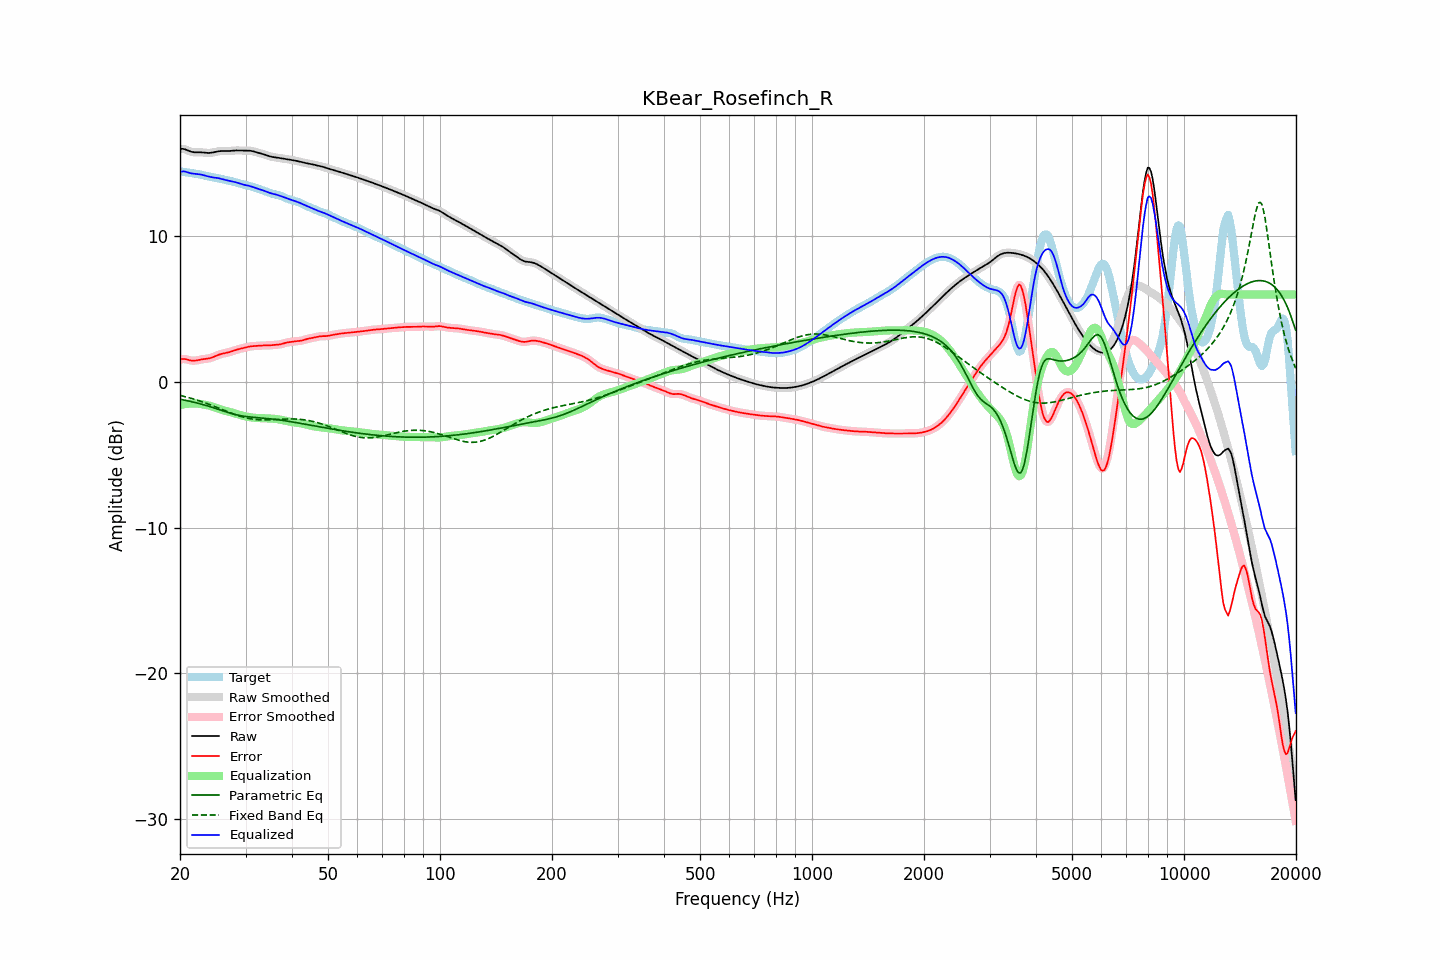 KBear_Rosefinch_R
Amplitude (dBr)
10
0
−10
−20
−30
Target
Raw Smoothed
Error Smoothed
Raw
Error
Equalization
Parametric Eq
Fixed Band Eq
Equalized
20
50
100
200
500
1000
2000
5000
10000
20000
Frequency (Hz)